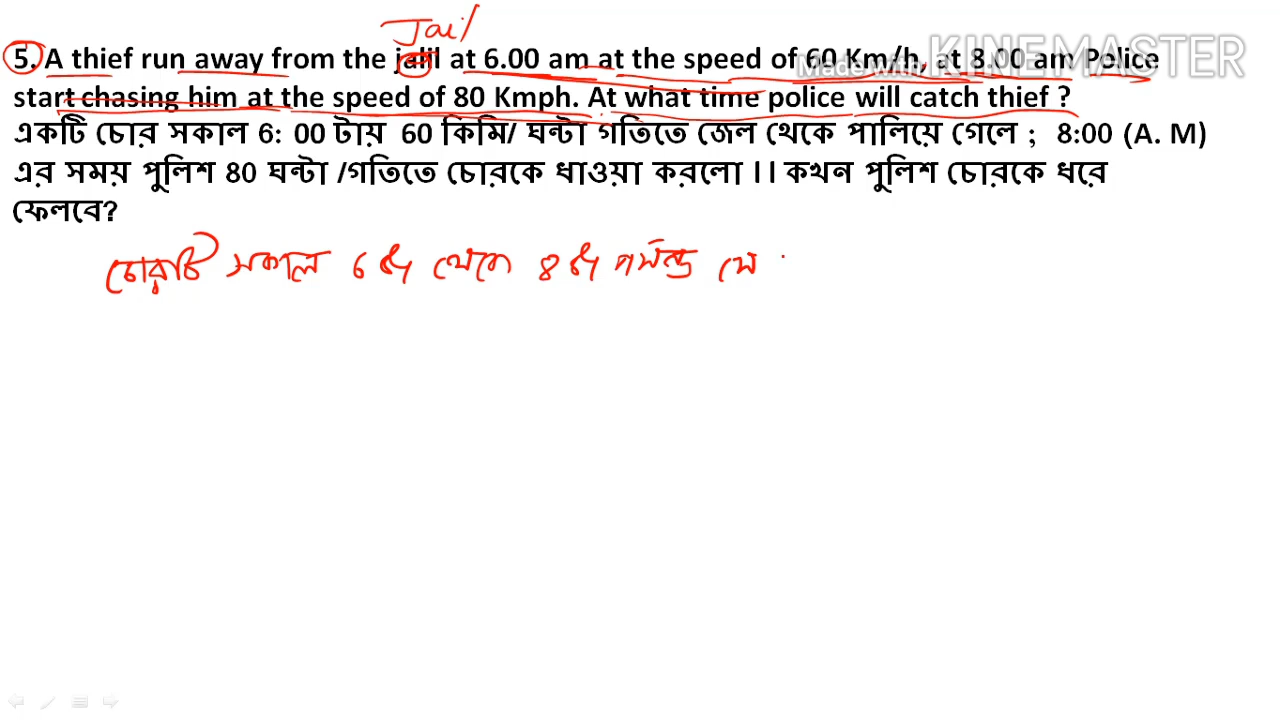 Jail
5. A thief run away from the jalil at 6.00 am at the speed of 60 Km/h, at 8.00 am Police
start chasing him at the speed of 80 Kmph. At what time police will catch thief ?
একটি চোর সকাল 6: 00 টায় 60 কিমি/ ঘন্টা গতিতে জেল থেকে পালিয়ে গেলে ; 8:00 (A. M)
এর সময় পুলিশ 80 ঘন্টা /গতিতে চোরকে ধাওয়া করলো ।। কখন পুলিশ চোরকে ধরে
ফেলবে?
চোরটি সকাল 6 টা থেকে 8 টা পর্যন্ত মো
Made with KINEMASTER